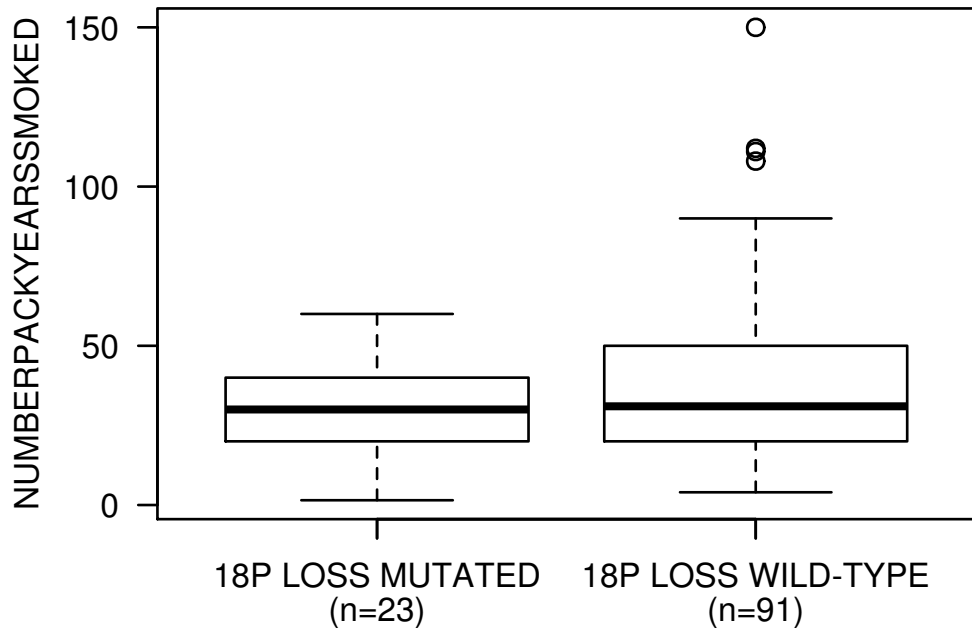 NUMBERPACKYEARSSMOKED
150
100
50
0
18P LOSS MUTATED
(n=23)
18P LOSS WILD-TYPE
(n=91)